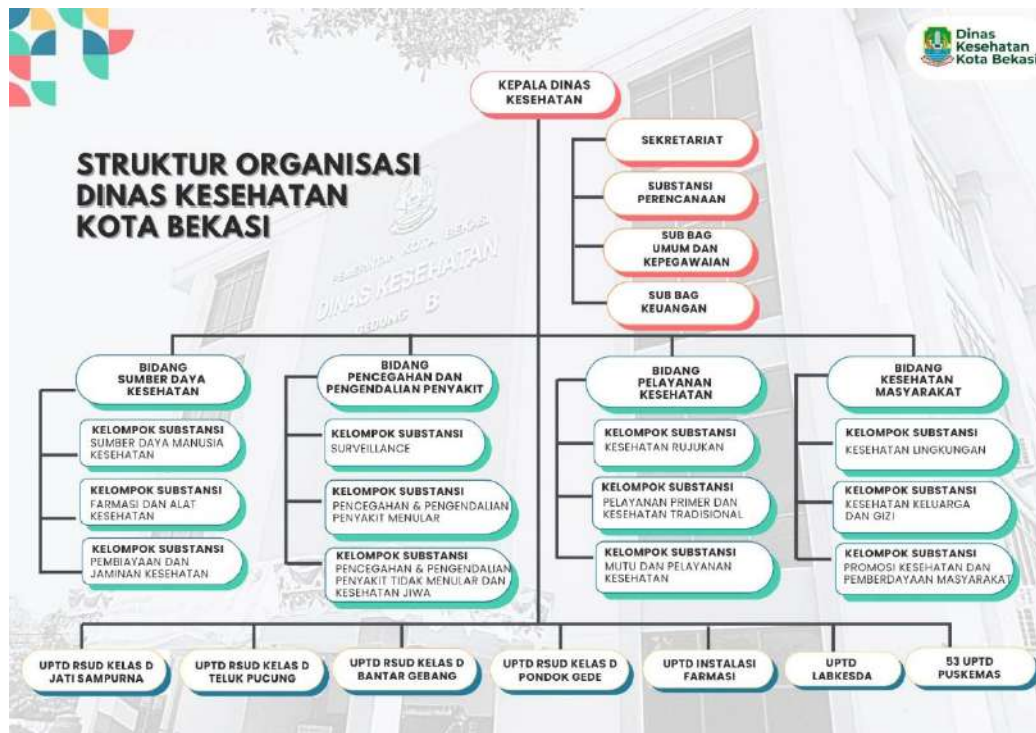 Dinas
Kesehatan
Kota Bekasi
KEPALA DINAS
KESEHATAN
STRUKTUR ORGANISASI
DINAS KESEHATAN
KOTA BEKASI
SEKRETARIAT
SUBSTANSI
PERENCANAAN
SUB BAG
UMUM DAN
KEPEGAWAIAN
SUB BAG
KEUANGAN
PEMERINTAH KOTA BEKASI
DINAS KESEHATAN
GEDUNG B
BIDANG
SUMBER DAYA
KESEHATAN
KELOMPOK SUBSTANSI
SUMBER DAYA MANUSIA
KESEHATAN
KELOMPOK SUBSTANSI
FARMASI DAN ALAT
KESEHATAN
KELOMPOK SUBSTANSI
PEMBIAYAAN DAN
JAMINAN KESEHATAN
BIDANG
PENCEGAHAN DAN
PENGENDALIAN PENYAKIT
KELOMPOK SUBSTANSI
SURVEILLANCE
KELOMPOK SUBSTANSI
PENCEGAHAN & PENGENDALIAN
PENYAKIT MENULAR
KELOMPOK SUBSTANSI
PENCEGAHAN & PENGENDALIAN
PENYAKIT TIDAK MENULAR DAN
KESEHATAN JIWA
BIDANG
PELAYANAN
KESEHATAN
KELOMPOK SUBSTANSI
KESEHATAN RUJUKAN
KELOMPOK SUBSTANSI
PELAYANAN PRIMER DAN
KESEHATAN TRADISIONAL
KELOMPOK SUBSTANSI
MUTU DAN PELAYANAN
KESEHATAN
BIDANG
KESEHATAN
MASYARAKAT
KELOMPOK SUBSTANSI
KESEHATAN LINGKUNGAN
KELOMPOK SUBSTANSI
KESEHATAN KELUARGA
DAN GIZI
KELOMPOK SUBSTANSI
PROMOSI KESEHATAN DAN
PEMBERDAYAAN MASYARAKAT
UPTD RSUD KELAS D
JATI SAMPURNA
UPTD RSUD KELAS D
TELUK PUCUNG
UPTD RSUD KELAS D
BANTAR GEBANG
UPTD RSUD KELAS D
PONDOK GEDE
UPTD INSTALASI
FARMASI
UPTD
LABKESDA
53 UPTD
PUSKEMAS